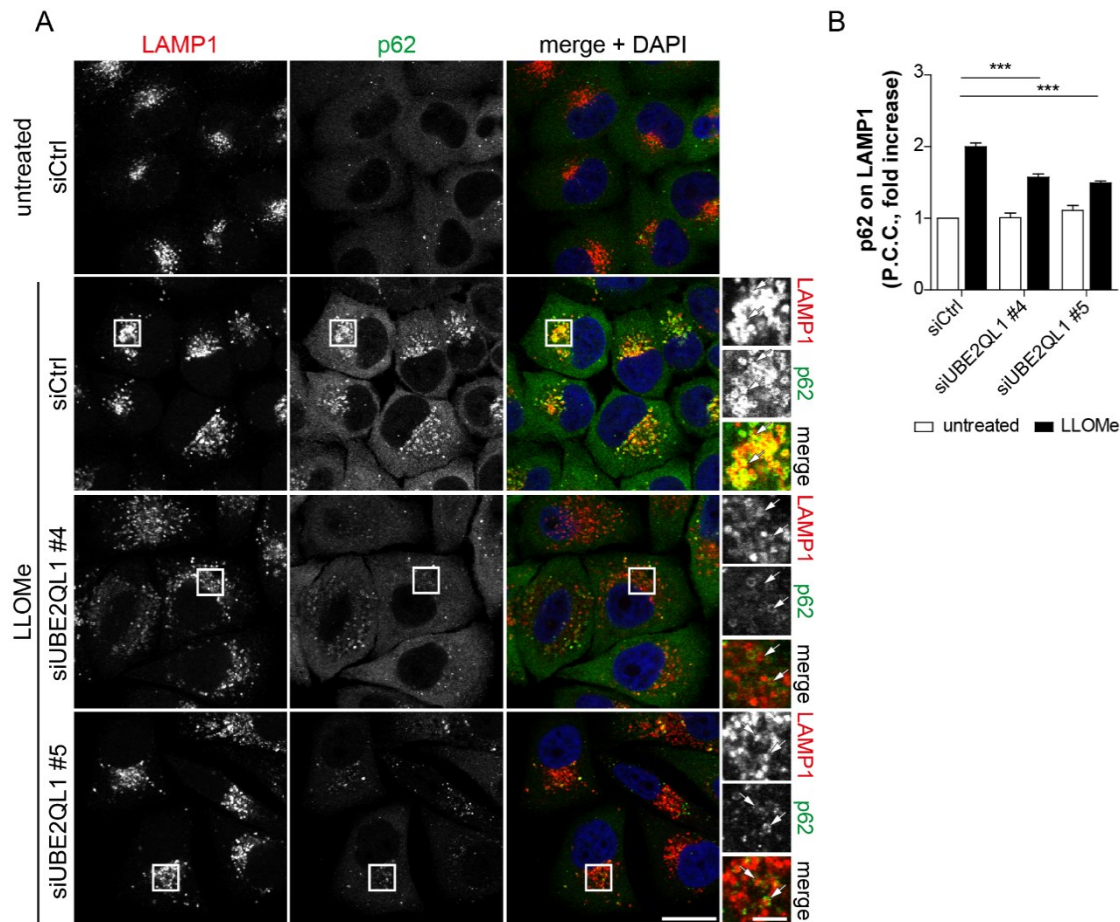 A
LAMP1 p62 merge + DAPI
untreated
siCtrl
LLOMe
siCtrl
LAMP1
p62
merge
siUBE2QL1 #4
LAMP1
p62
merge
siUBE2QL1 #5
LAMP1
p62
merge
B
***
***
p62 on LAMP1
(P.C.C., fold increase)
3
2
1
0
siCtrl
siUBE2QL1 #4
siUBE2QL1 #5
untreated LLOMe